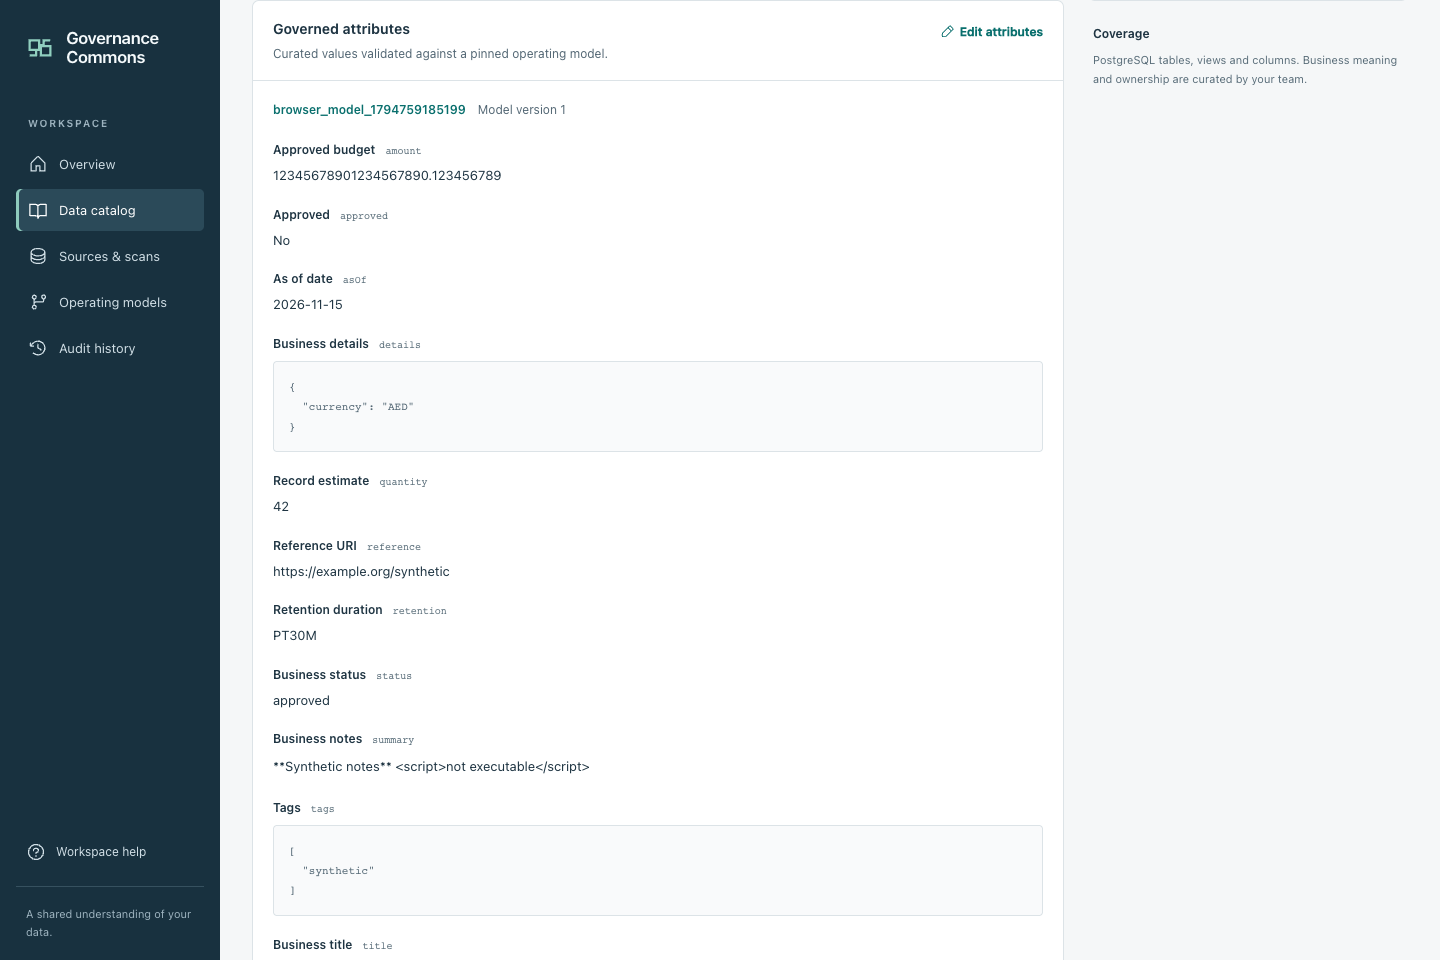 Governance
Commons
WORKSPACE
Overview
Data catalog
Sources & scans
Operating models
Audit history
Workspace help
A shared understanding of your
data.
Governed attributes
Curated values validated against a pinned operating model.
Edit attributes
browser_model_1794759185199 Model version 1
Approved budget amount
12345678901234567890.123456789
Approved approved
No
As of date asOf
2026-11-15
Business details details
{
"currency": "AED"
}
Record estimate quantity
42
Reference URI reference
https://example.org/synthetic
Retention duration retention
PT30M
Business status status
approved
Business notes summary
**Synthetic notes** <script>not executable</script>
Tags tags
[
"synthetic"
]
Business title title
Coverage
PostgreSQL tables, views and columns. Business meaning
and ownership are curated by your team.